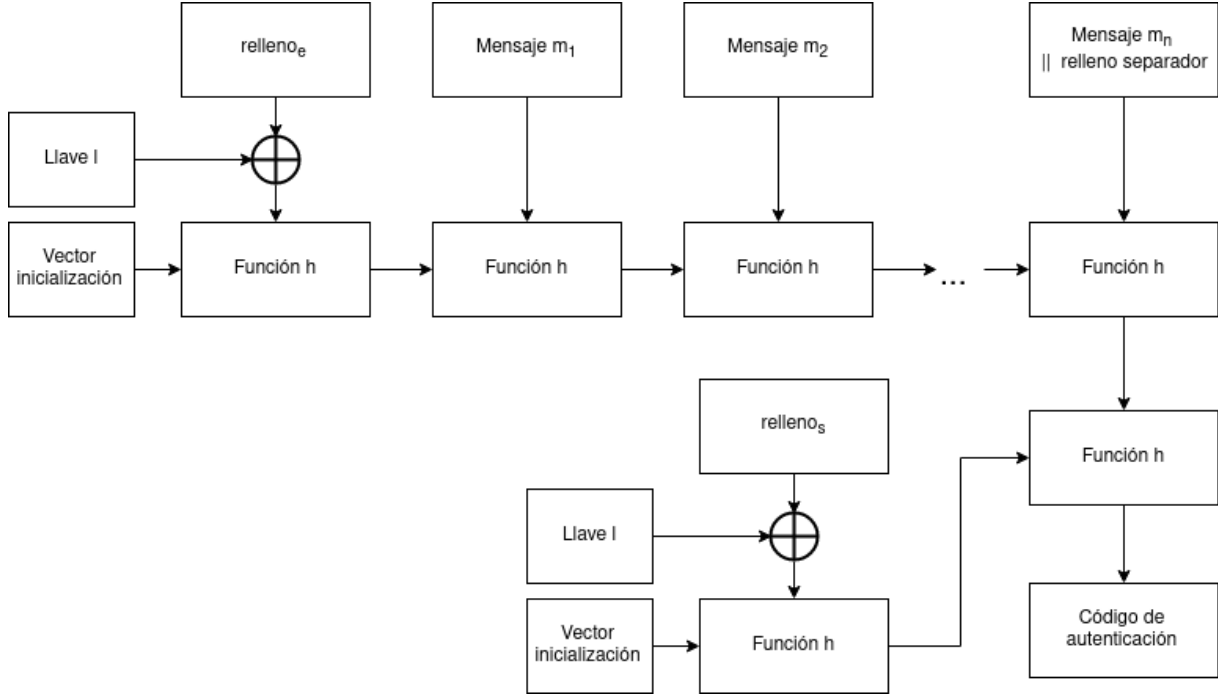 relleno_e
Mensaje m_1
Mensaje m_2
Mensaje m_n
|| relleno separador
Llave l
Vector
inicialización
Función h
Función h
Función h
...
Función h
relleno_s
Función h
Llave l
Vector
inicialización
Función h
Código de
autenticación